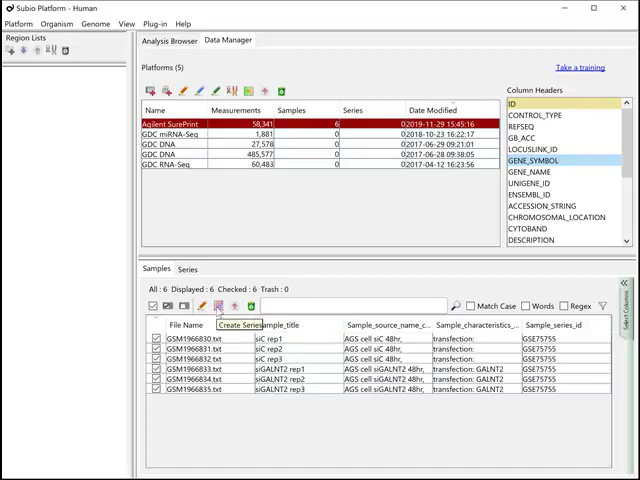 Subio Platform - Human
Platform Organism Genome View Plug-in Help
Region Lists
Analysis Browser Data Manager
Platforms (5)
Take a training
Column Headers
Name Measurements Samples Series Date Modified
Agilent SurePrint 58,341 6 0 2019-11-29 15:45:16
GDC miRNA-Seq 1,881 0 0 2018-10-23 16:22:17
GDC DNA 27,578 0 0 2017-06-29 09:21:01
GDC DNA 485,577 0 0 2017-06-28 09:38:05
GDC RNA-Seq 60,483 0 0 2017-04-12 16:23:56
ID
CONTROL_TYPE
REFSEQ
GB_ACC
LOCUSLINK_ID
GENE_SYMBOL
GENE_NAME
UNIGENE_ID
ENSEMBL_ID
ACCESSION_STRING
CHROMOSOMAL_LOCATION
CYTOBAND
DESCRIPTION
Samples Series
All : 6 Displayed : 6 Checked : 6 Trash : 0
Match Case Words Regex
Select Columns
Create Series
File Name ample_title Sample_source_name_c... Sample_characteristics_... Sample_series_id
GSM1966830.txt siC rep1 AGS cell siC 48hr, transfection: GSE75755
GSM1966831.txt siC rep2 AGS cell siC 48hr, transfection: GSE75755
GSM1966832.txt siC rep3 AGS cell siC 48hr, transfection: GSE75755
GSM1966833.txt siGALNT2 rep1 AGS cell siGALNT2 48hr, transfection: GALNT2 GSE75755
GSM1966834.txt siGALNT2 rep2 AGS cell siGALNT2 48hr, transfection: GALNT2 GSE75755
GSM1966835.txt siGALNT2 rep3 AGS cell siGALNT2 48hr, transfection: GALNT2 GSE75755